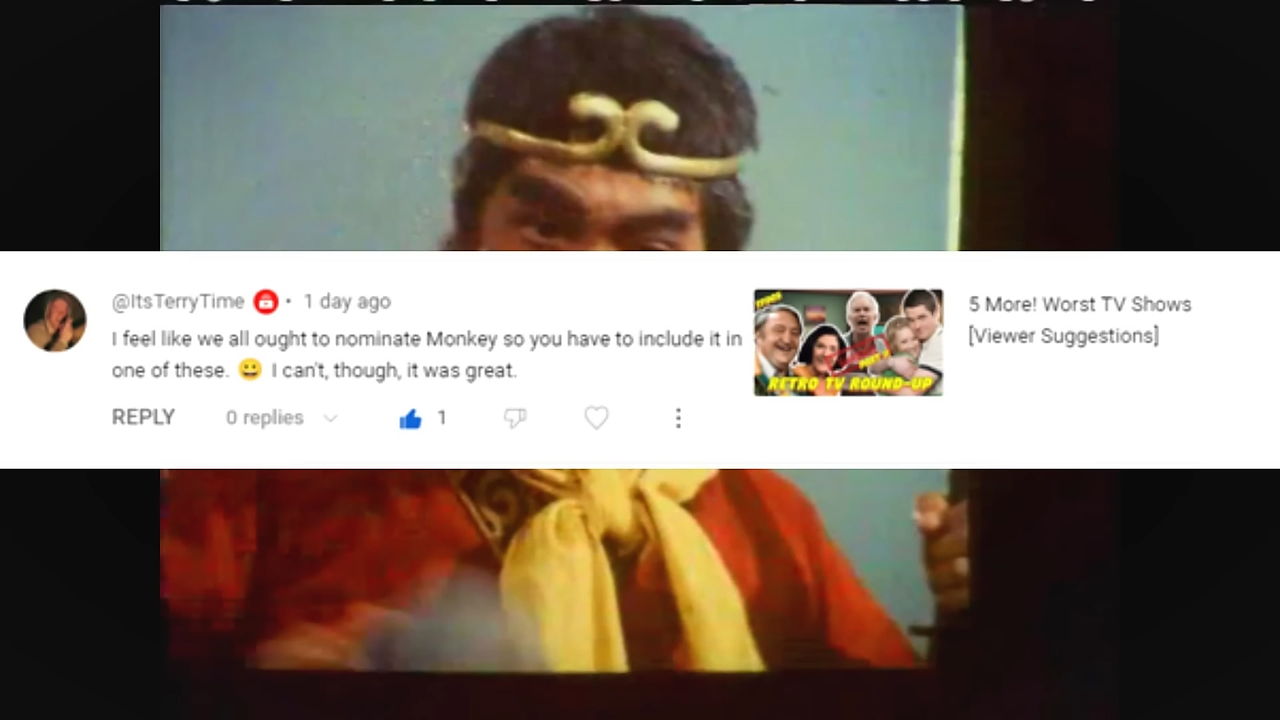 @ItsTerryTime • 1 day ago
I feel like we all ought to nominate Monkey so you have to include it in
one of these. 😀 I can't, though, it was great.
REPLY 0 replies 1
5 More! Worst TV Shows
[Viewer Suggestions]
PART II
RETRO TV ROUND-UP